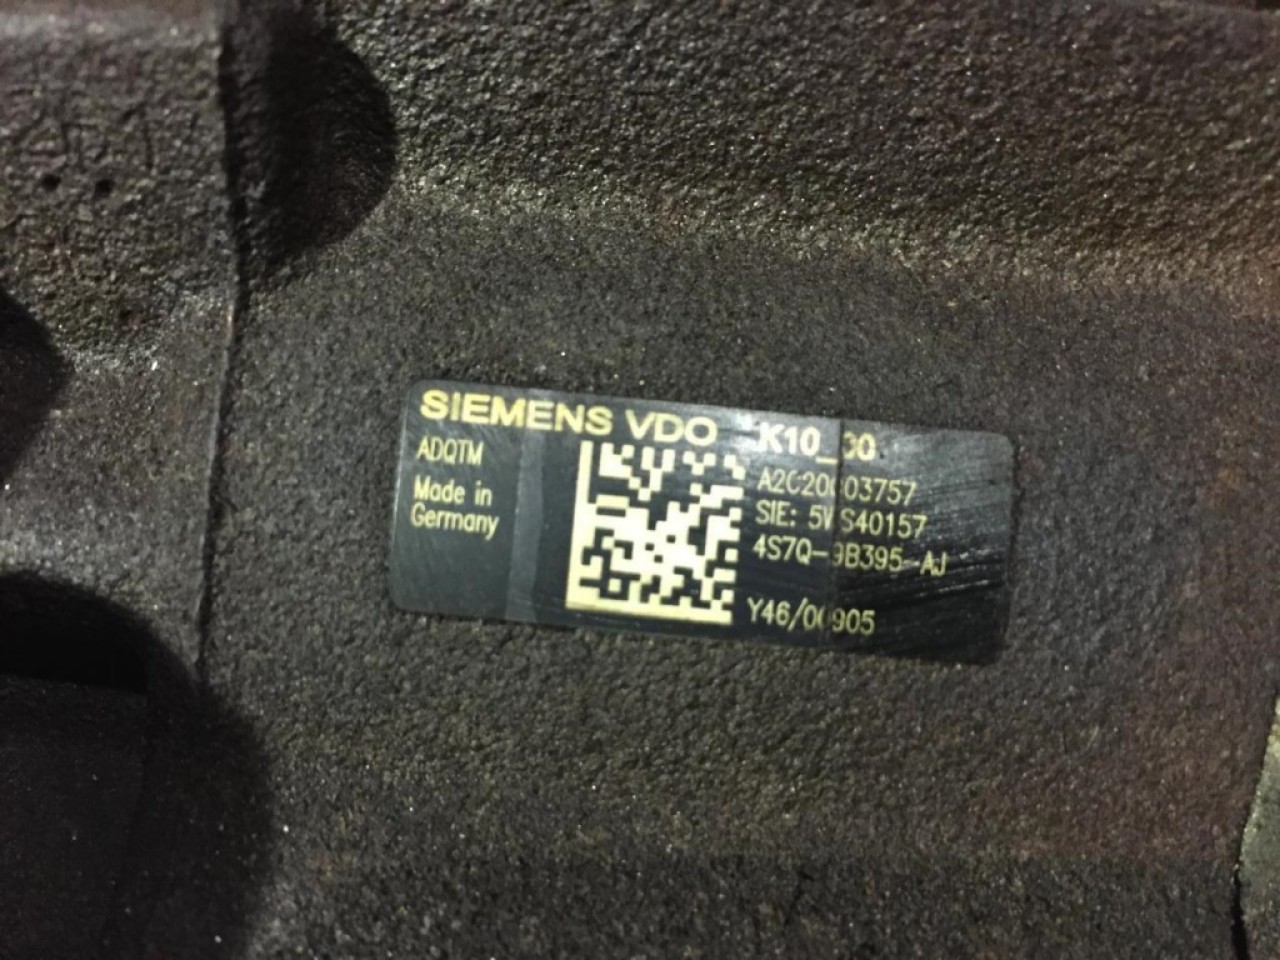 SIEMENS VDO K10_00
ADQTM
Made in
Germany
A2C20003757
SIE: 5WS40157
4S7Q-9B395-AJ
Y46/00905